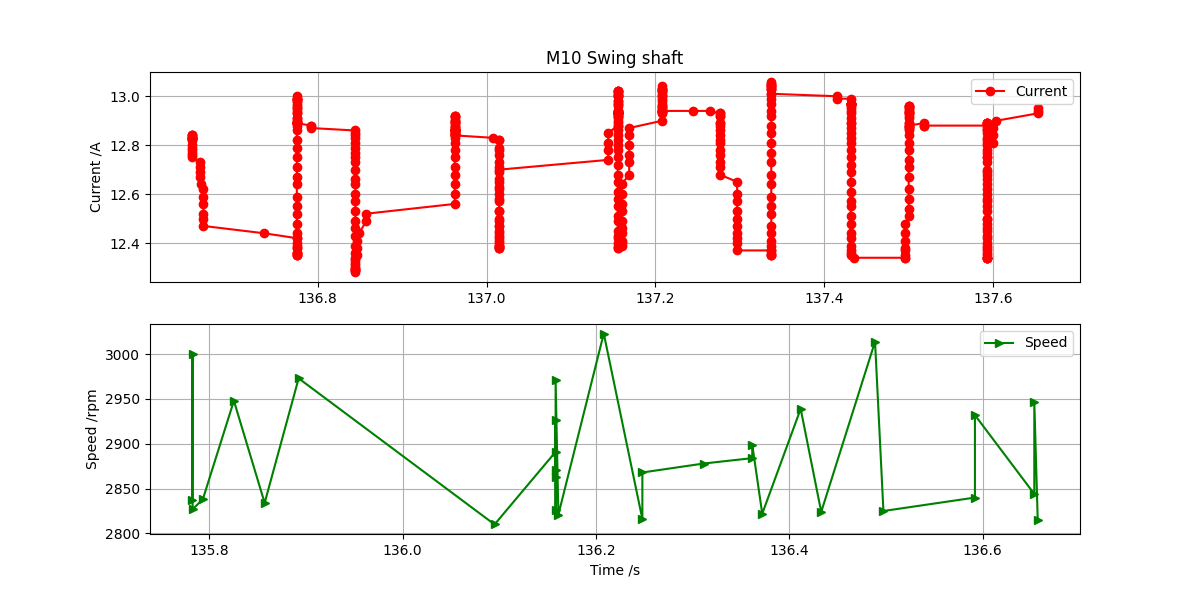 M10 Swing shaft
Current /A
13.0
12.8
12.6
12.4
Current
136.8 137.0 137.2 137.4 137.6
Speed /rpm
3000
2950
2900
2850
2800
Speed
135.8 136.0 136.2 136.4 136.6
Time /s